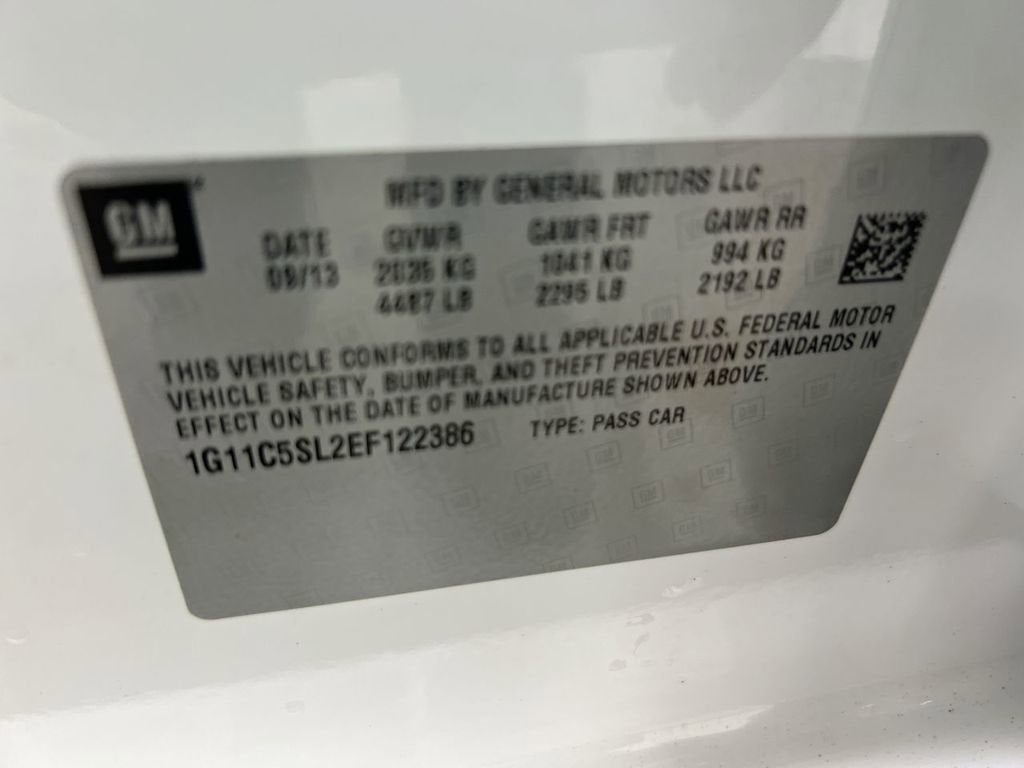 GM
MFD BY GENERAL MOTORS LLC
DATE GVWR GAWR FRT GAWR RR
09/13 2035 KG 1041 KG 994 KG
4487 LB 2295 LB 2192 LB
THIS VEHICLE CONFORMS TO ALL APPLICABLE U.S. FEDERAL MOTOR
VEHICLE SAFETY, BUMPER, AND THEFT PREVENTION STANDARDS IN
EFFECT ON THE DATE OF MANUFACTURE SHOWN ABOVE.
1G11C5SL2EF122386 TYPE: PASS CAR